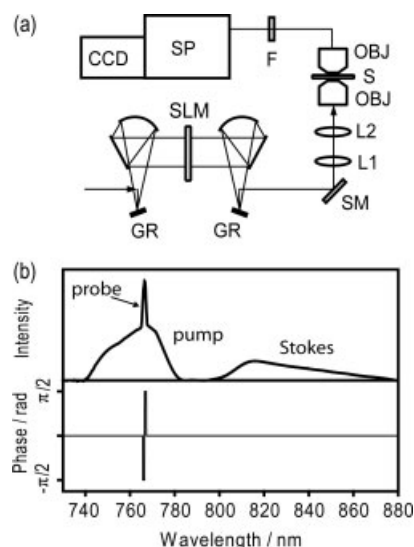 (a)
OBJ
SP
CCD
F
S
OBJ
SLM
L2
L1
SM
GR
GR
(b)
probe
pump
Stokes
Intensity
π/2
-π/2
Phase / rad
740 760 780 800 820 840 860 880
Wavelength / nm